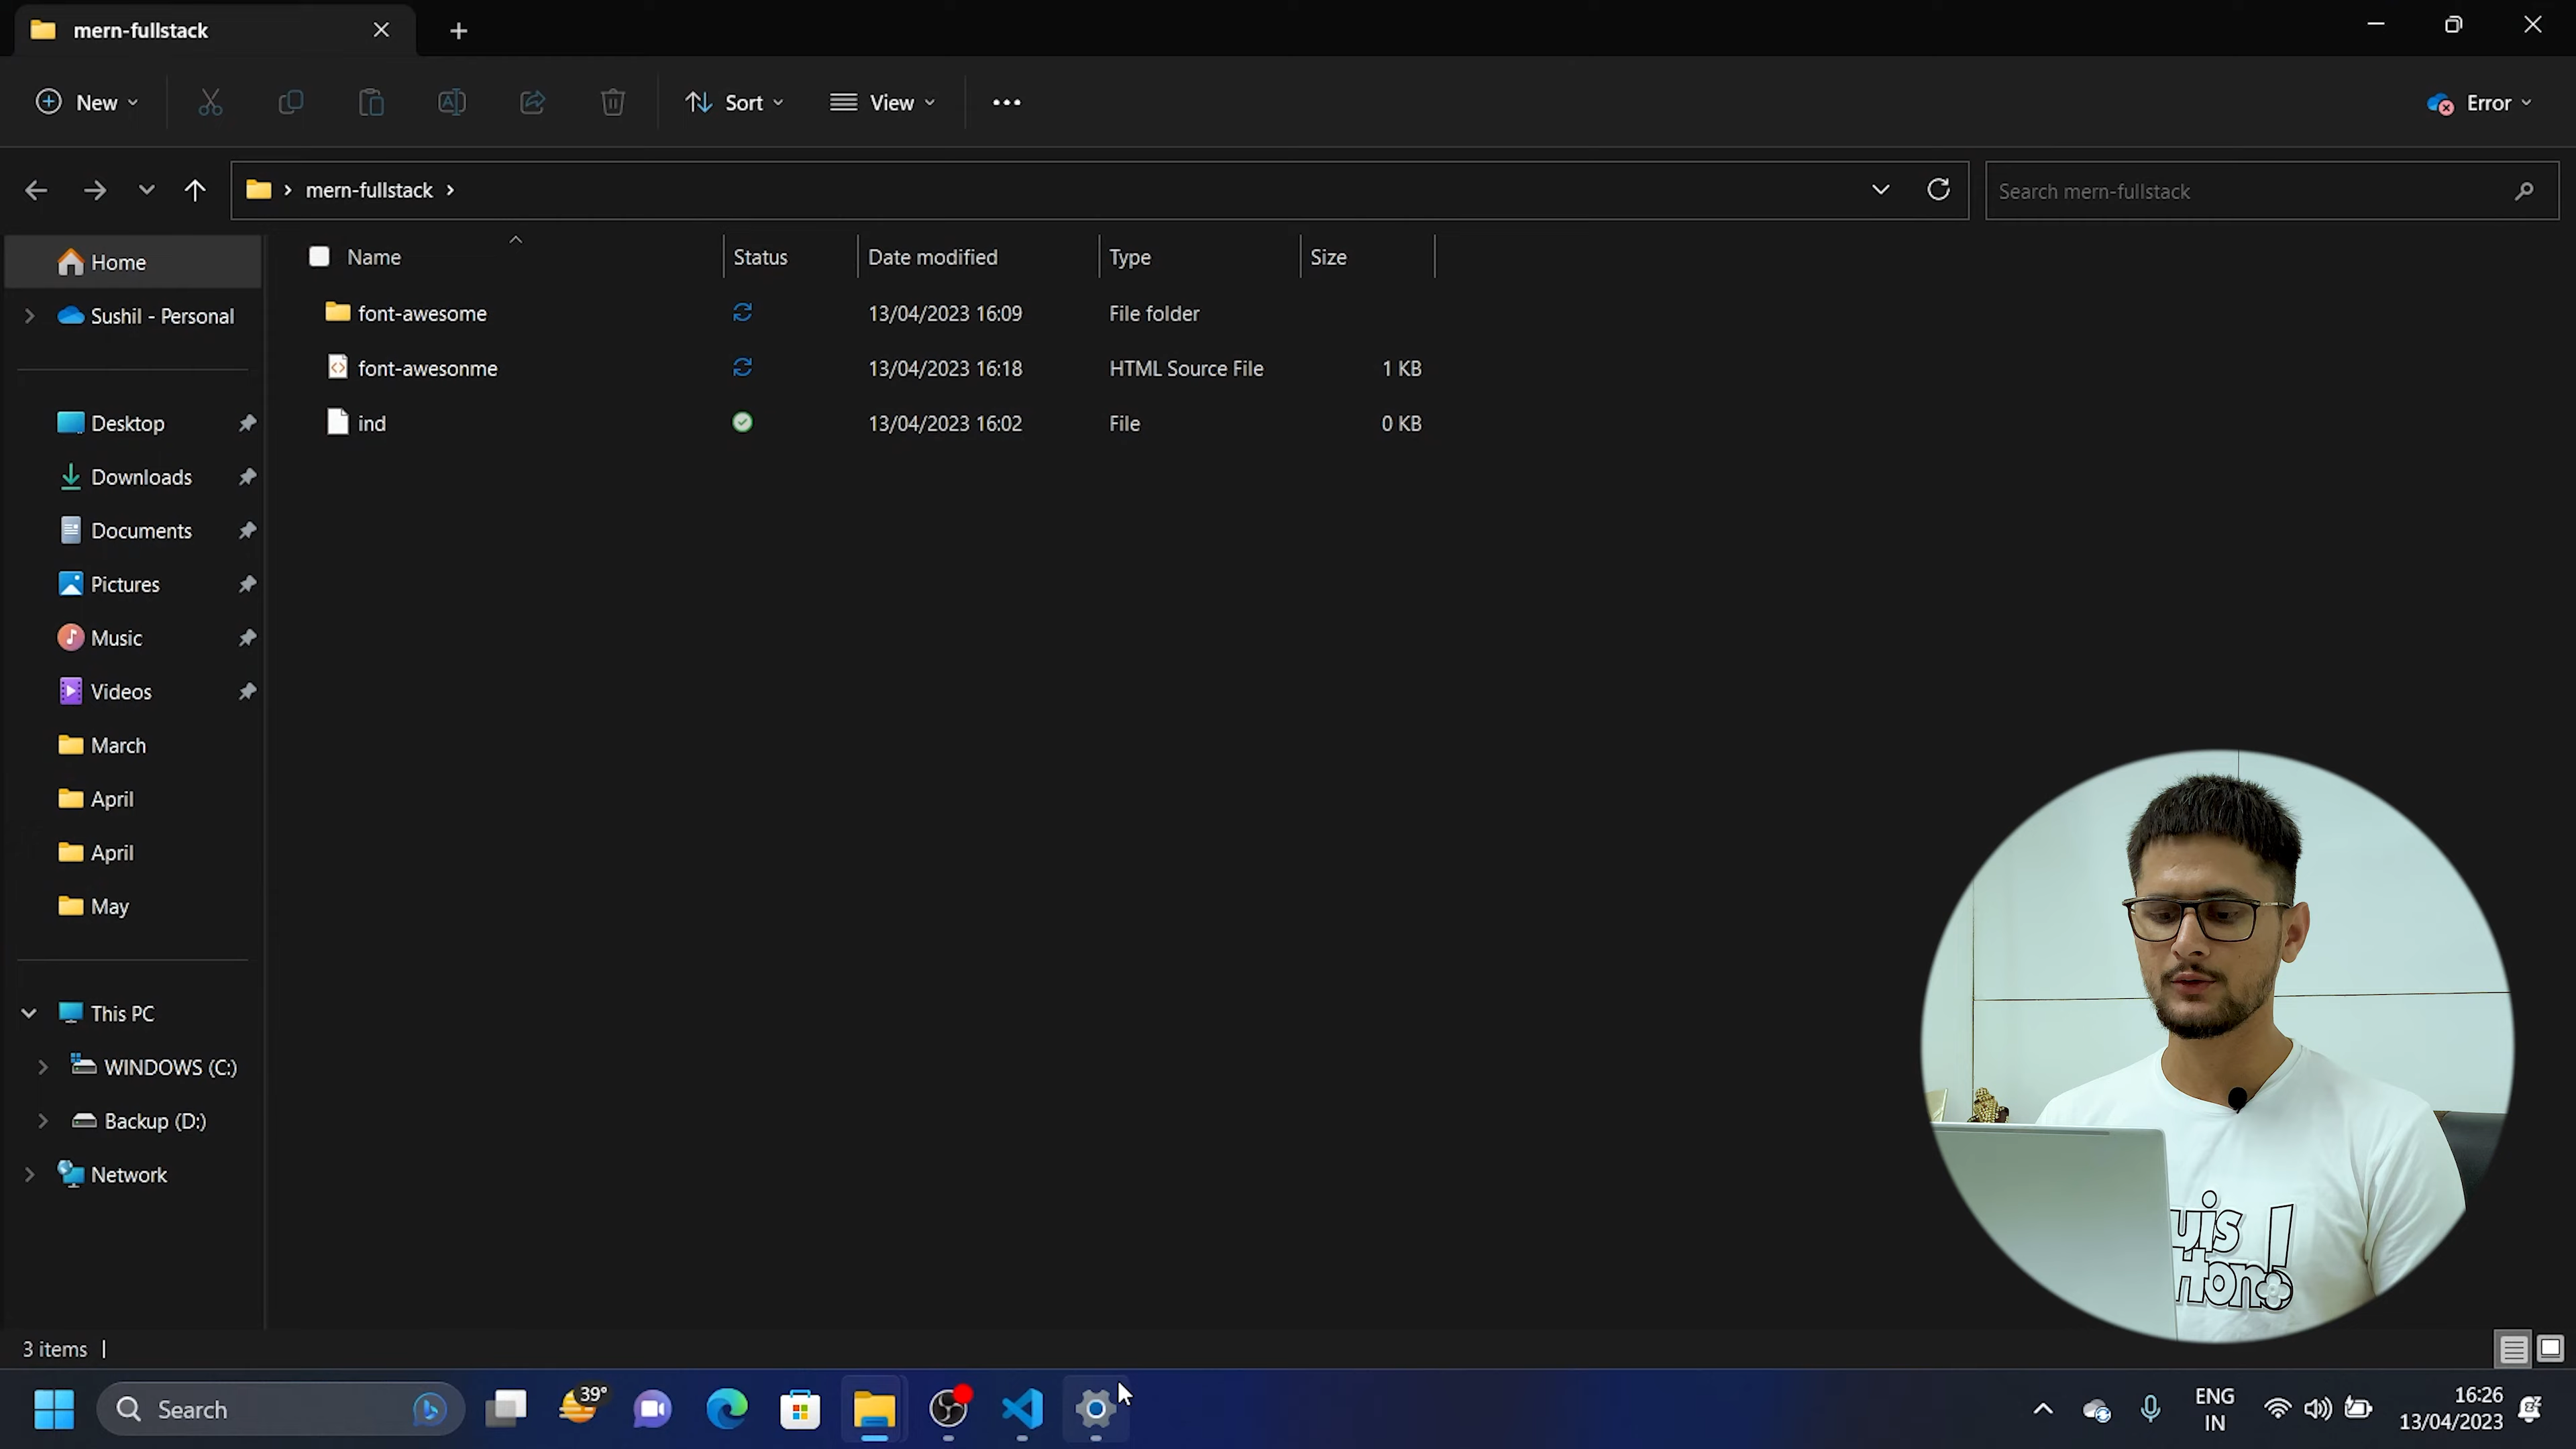 mern-fullstack
New
Sort
View
Error
mern-fullstack
Search mern-fullstack
Name Status Date modified Type Size
font-awesome 13/04/2023 16:09 File folder
font-awesonme 13/04/2023 16:18 HTML Source File 1 KB
ind 13/04/2023 16:02 File 0 KB
Home
Sushil - Personal
Desktop
Downloads
Documents
Pictures
Music
Videos
March
April
April
May
This PC
WINDOWS (C:)
Backup (D:)
Network
3 items
Search
39°
ENG
IN
16:26
13/04/2023